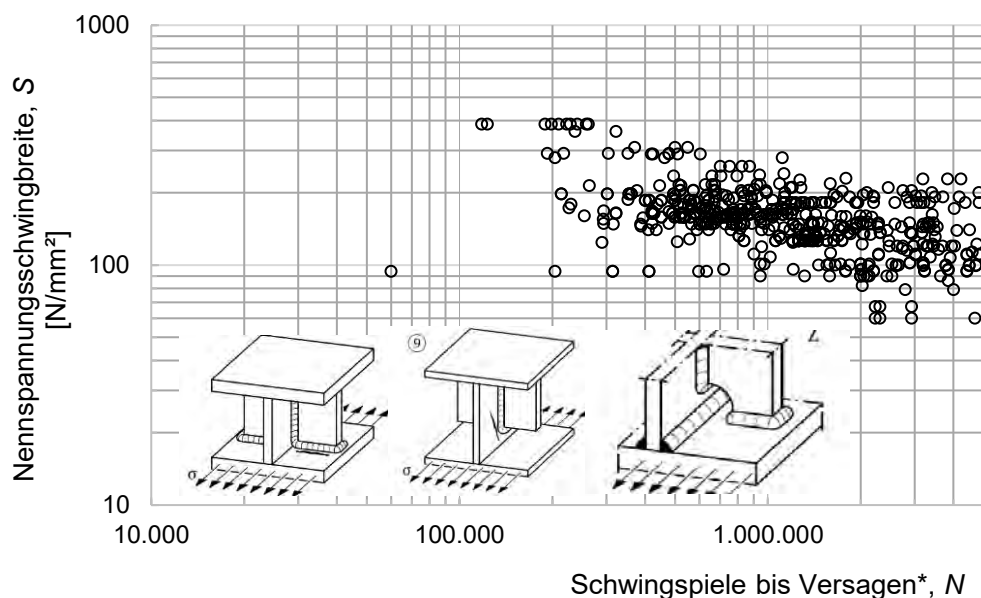 1000
100
10
Nennspannungsschwingbreite, S
[N/mm²]
9
σ
σ
10.000
100.000
1.000.000
Schwingspiele bis Versagen*, N